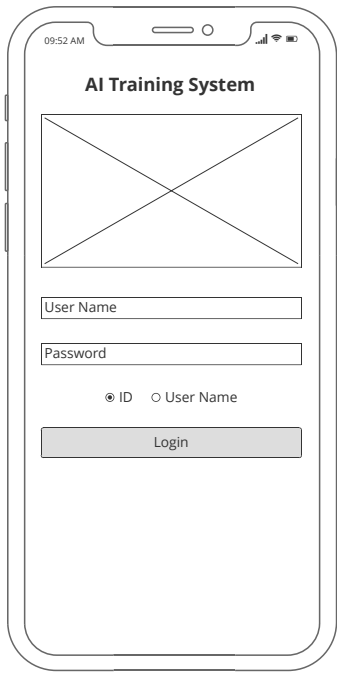 09:52 AM
AI Training System
User Name
Password
ID User Name
Login